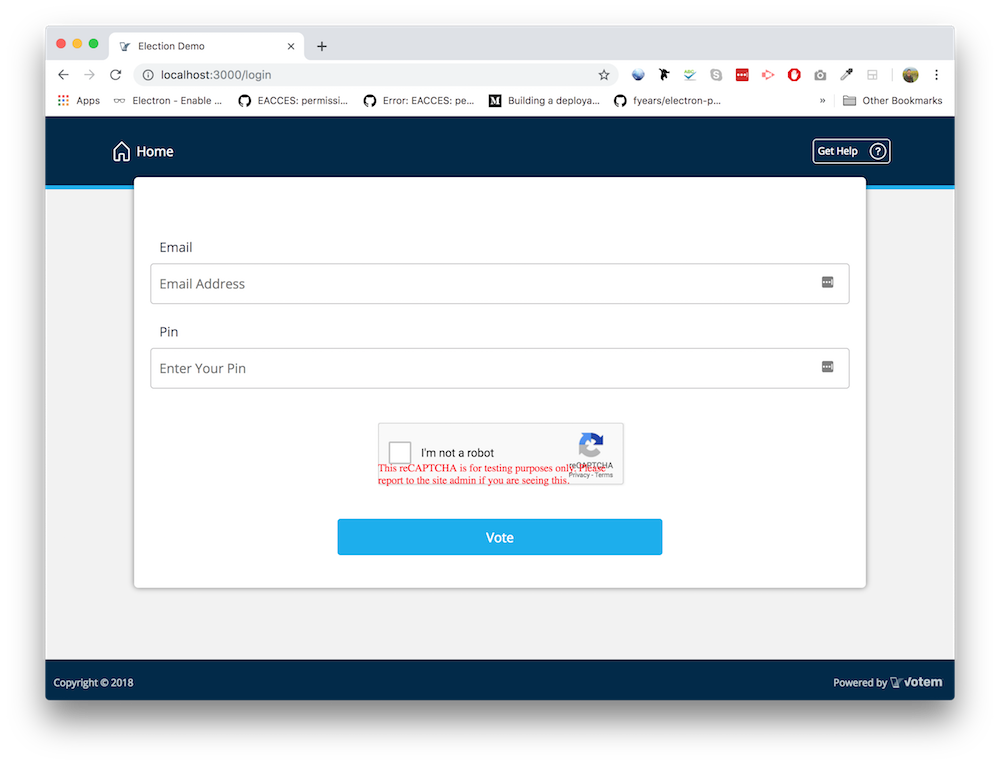 Election Demo
localhost:3000/login
Apps Electron - Enable ... EACCES: permissi... Error: EACCES: pe... M Building a deploya... fyears/electron-p... » Other Bookmarks
Home Get Help ?
Email
Email Address
Pin
Enter Your Pin
I'm not a robot
reCAPTCHA
This reCAPTCHA is for testing purposes only. Please
report to the site admin if you are seeing this.
Privacy - Terms
Vote
Copyright © 2018 Powered by votem